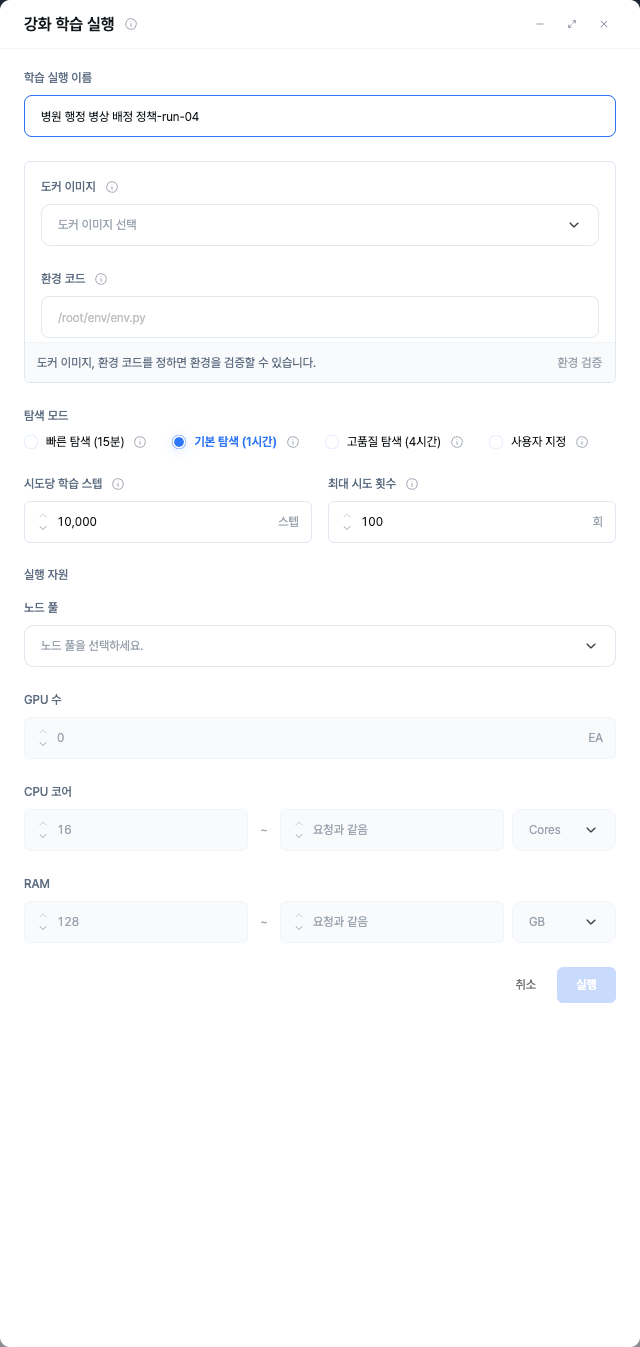 강화 학습 실행
학습 실행 이름
병원 행정 병상 배정 정책-run-04
도커 이미지
도커 이미지 선택
환경 코드
/root/env/env.py
도커 이미지, 환경 코드를 정하면 환경을 검증할 수 있습니다. 환경 검증
탐색 모드
빠른 탐색 (15분) 기본 탐색 (1시간) 고품질 탐색 (4시간) 사용자 지정
시도당 학습 스텝 최대 시도 횟수
10,000 스텝 100 회
실행 자원
노드 풀
노드 풀을 선택하세요.
GPU 수
0 EA
CPU 코어
16 ~ 요청과 같음 Cores
RAM
128 ~ 요청과 같음 GB
취소 실행